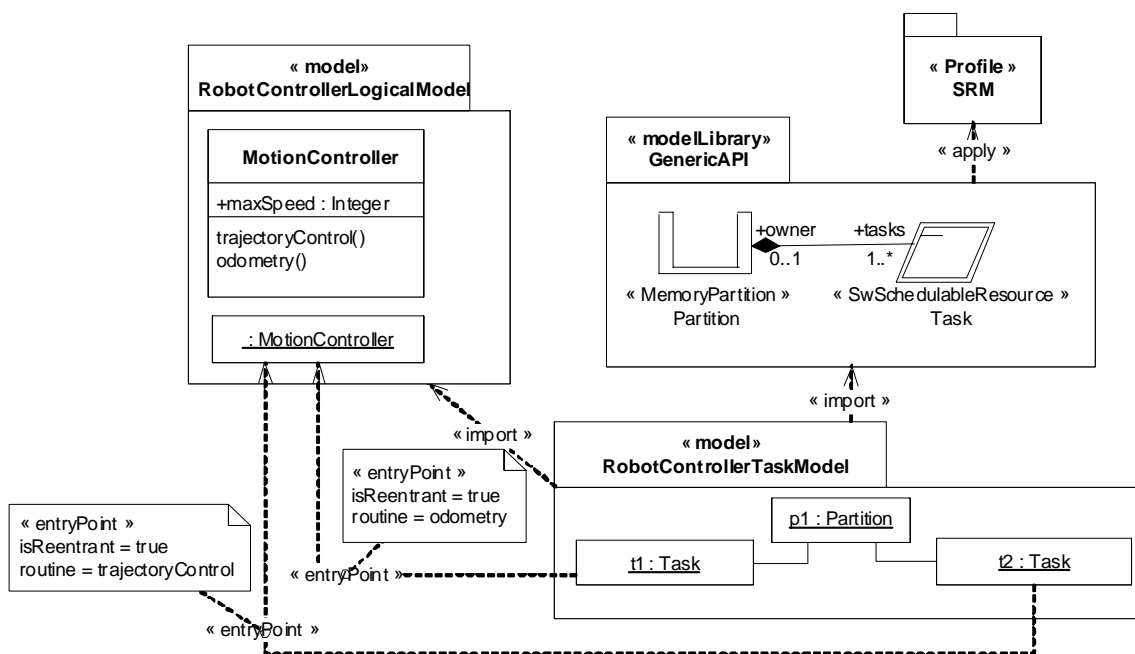 « model»
RobotControllerLogicalModel
MotionController
+maxSpeed : Integer
trajectoryControl()
odometry()
: MotionController
« Profile »
SRM
« apply »
« modelLibrary»
GenericAPI
+owner
+tasks
0..1
1..*
« MemoryPartition »
Partition
« SwSchedulableResource »
Task
« import »
« import »
« model»
RobotControllerTaskModel
p1 : Partition
t1 : Task
t2 : Task
« entryPoint »
isReentrant = true
routine = odometry
« entryPoint »
« entryPoint »
isReentrant = true
routine = trajectoryControl
« entryPoint »